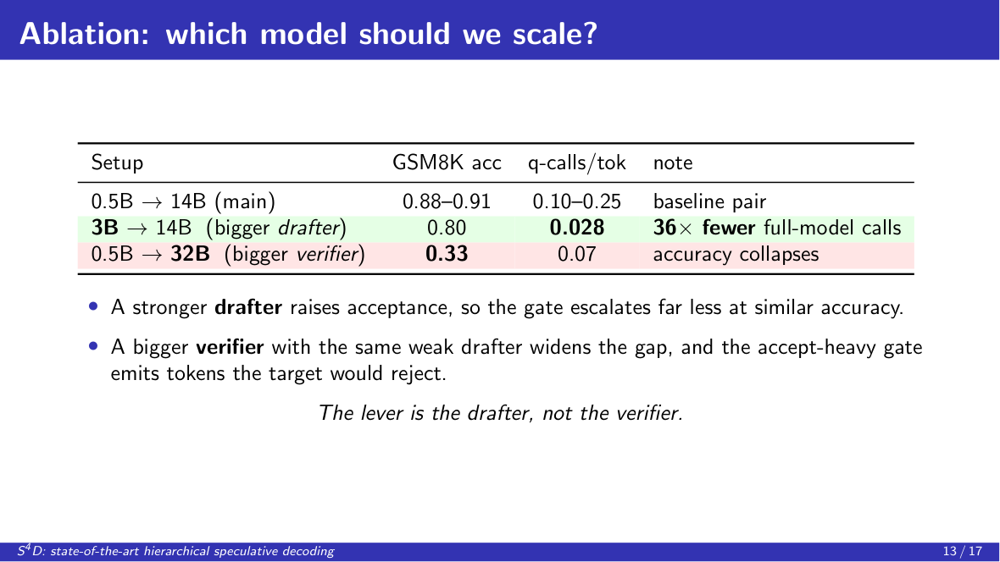 Ablation: which model should we scale?
Setup GSM8K acc q-calls/tok note
0.5B → 14B (main) 0.88–0.91 0.10–0.25 baseline pair
3B → 14B (bigger drafter) 0.80 0.028 36× fewer full-model calls
0.5B → 32B (bigger verifier) 0.33 0.07 accuracy collapses
• A stronger drafter raises acceptance, so the gate escalates far less at similar accuracy.
• A bigger verifier with the same weak drafter widens the gap, and the accept-heavy gate
emits tokens the target would reject.
The lever is the drafter, not the verifier.
S⁴D: state-of-the-art hierarchical speculative decoding 13 / 17